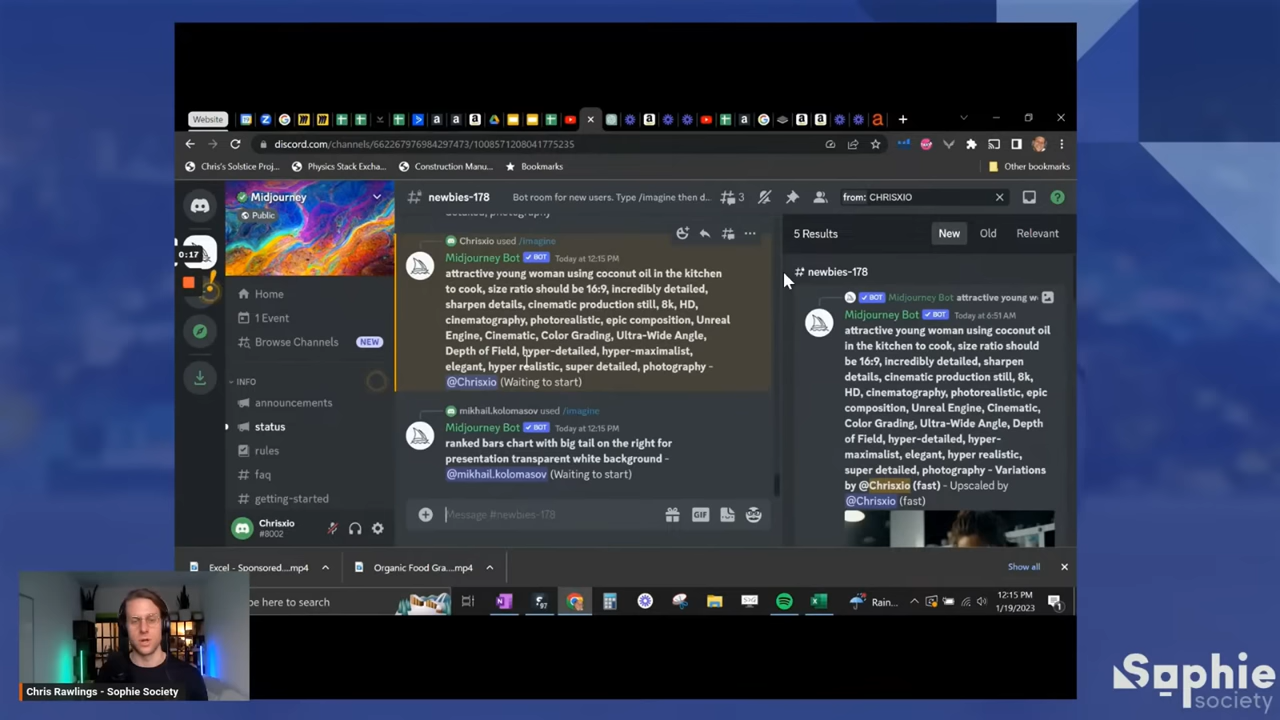 Website
discord.com/channels/662267976984297473/1008571208041775235
Chris's Solstice Proj...
Physics Stack Excha...
Construction Manu...
Bookmarks
Other bookmarks
Midjourney
Public
0:17
Home
1 Event
Browse Channels
NEW
INFO
announcements
status
rules
faq
getting-started
Chrisxio
#8002
newbies-178
Bot room for new users. Type /imagine then d...
3
from: CHRISXIO
Chrisxio used /imagine
Midjourney Bot BOT Today at 12:15 PM
attractive young woman using coconut oil in the kitchen
to cook, size ratio should be 16:9, incredibly detailed,
sharpen details, cinematic production still, 8k, HD,
cinematography, photorealistic, epic composition, Unreal
Engine, Cinematic, Color Grading, Ultra-Wide Angle,
Depth of Field, hyper-detailed, hyper-maximalist,
elegant, hyper realistic, super detailed, photography -
@Chrisxio (Waiting to start)
mikhail.kolomasov used /imagine
Midjourney Bot BOT Today at 12:15 PM
ranked bars chart with big tail on the right for
presentation transparent white background -
@mikhail.kolomasov (Waiting to start)
Message #newbies-178
GIF
5 Results
New
Old
Relevant
newbies-178
BOT Midjourney Bot attractive young w
Midjourney Bot BOT Today at 6:51 AM
attractive young woman using coconut oil
in the kitchen to cook, size ratio should
be 16:9, incredibly detailed, sharpen
details, cinematic production still, 8k,
HD, cinematography, photorealistic, epic
composition, Unreal Engine, Cinematic,
Color Grading, Ultra-Wide Angle, Depth
of Field, hyper-detailed, hyper-
maximalist, elegant, hyper realistic,
super detailed, photography - Variations
by @Chrisxio (fast) - Upscaled by
@Chrisxio (fast)
Excel - Sponsored....mp4
Organic Food Gra....mp4
Show all
pe here to search
97
Rain...
12:15 PM
1/19/2023
1
Chris Rawlings - Sophie Society
Sophie
society